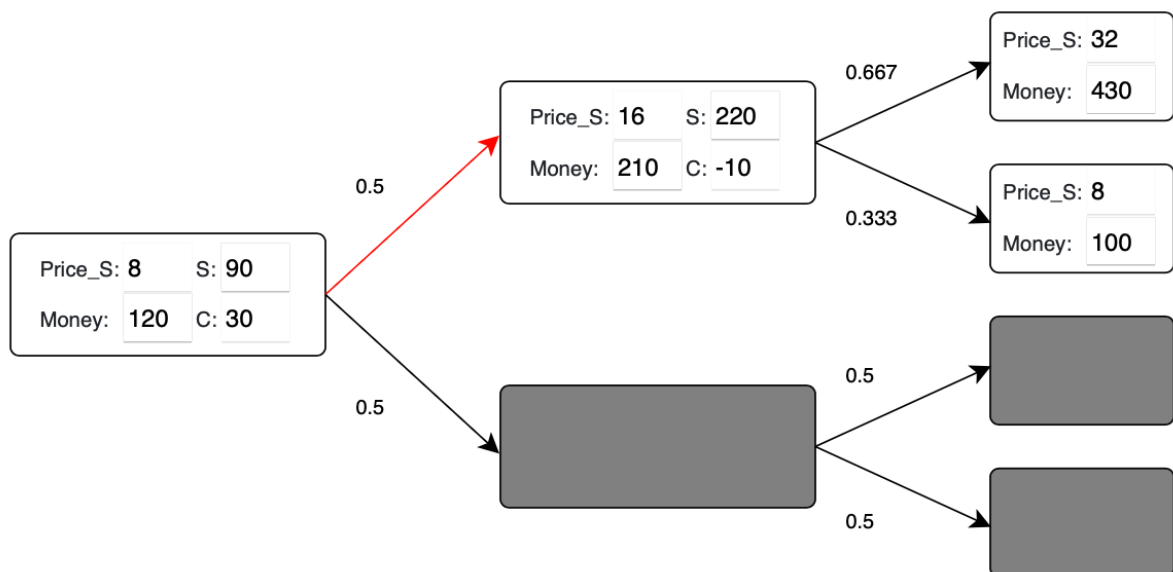 Price_S: 32
Money: 430
0.667
Price_S: 16 S: 220
Money: 210 C: -10
0.5
Price_S: 8
Money: 100
0.333
Price_S: 8 S: 90
Money: 120 C: 30
0.5
0.5
0.5